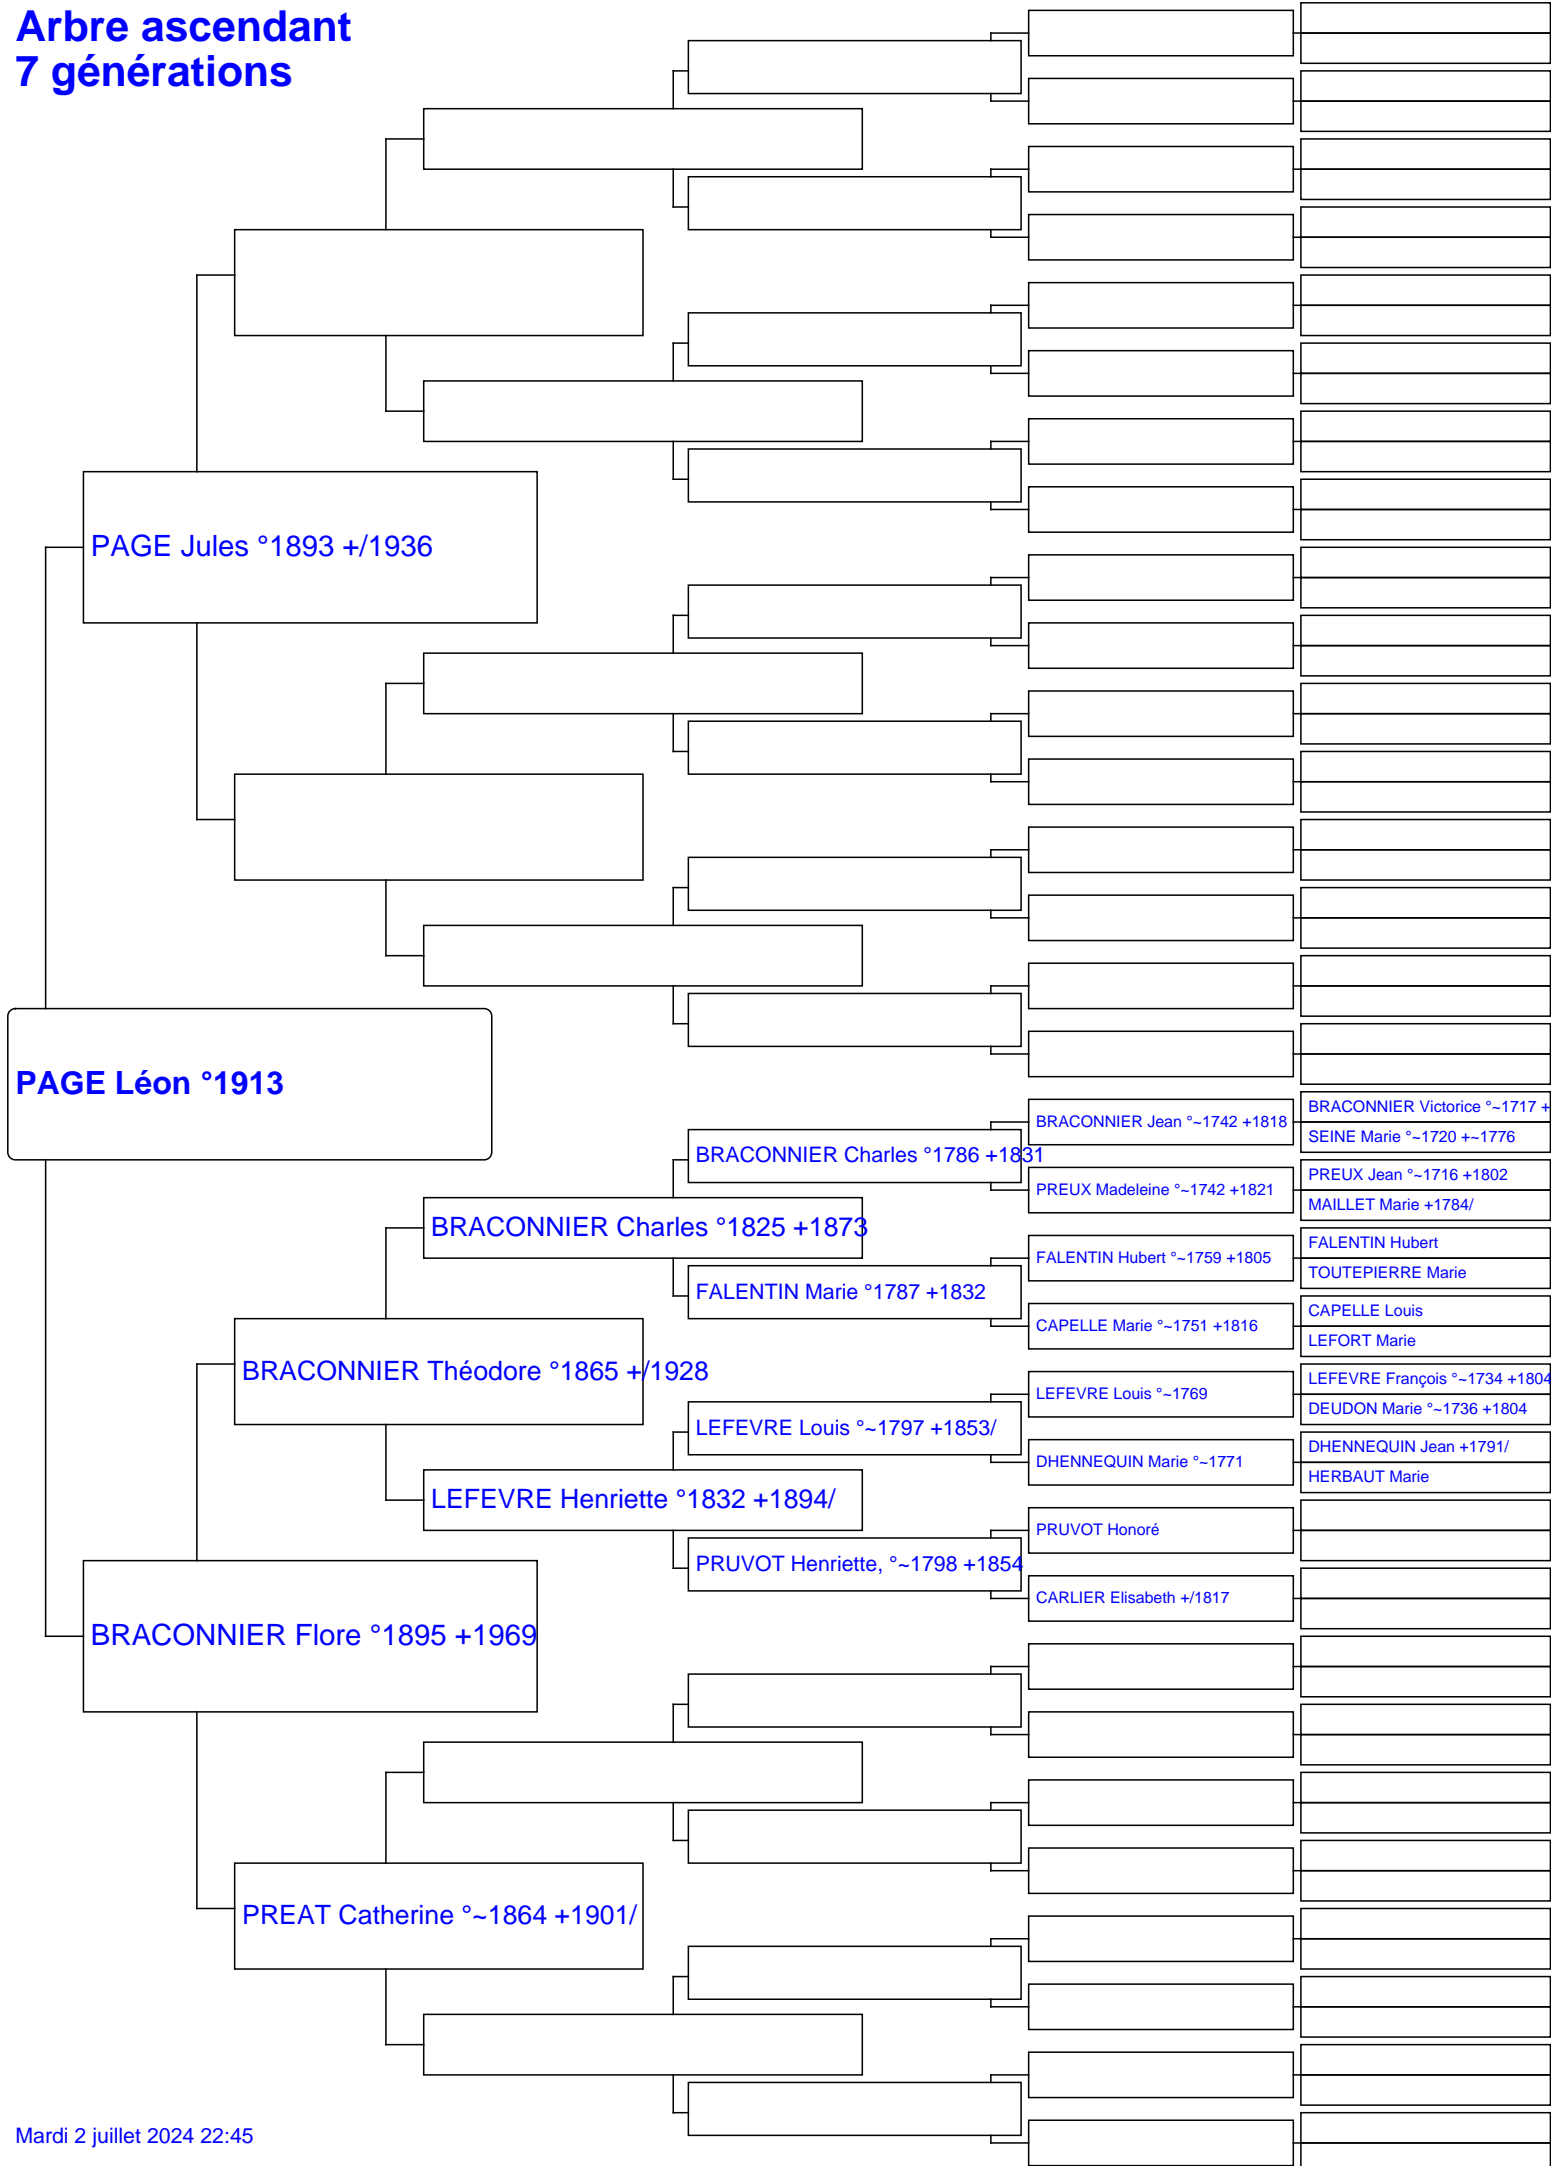 Arbre ascendant
7 générations
PAGE Jules °1893 +/1936
PAGE Léon °1913
BRACONNIER Victorice °~1717 +
BRACONNIER Jean °~1742 +1818
SEINE Marie °~1720 +~1776
BRACONNIER Charles °1786 +1831
PREUX Jean °~1716 +1802
PREUX Madeleine °~1742 +1821
MAILLET Marie +1784/
BRACONNIER Charles °1825 +1873
FALENTIN Hubert
FALENTIN Hubert °~1759 +1805
TOUTEPIERRE Marie
FALENTIN Marie °1787 +1832
CAPELLE Louis
CAPELLE Marie °~1751 +1816
LEFORT Marie
BRACONNIER Théodore °1865 +/1928
LEFEVRE François °~1734 +1804
LEFEVRE Louis °~1769
DEUDON Marie °~1736 +1804
LEFEVRE Louis °~1797 +1853/
DHENNEQUIN Jean +1791/
DHENNEQUIN Marie °~1771
HERBAUT Marie
LEFEVRE Henriette °1832 +1894/
PRUVOT Honoré
PRUVOT Henriette, °~1798 +1854
CARLIER Elisabeth +/1817
BRACONNIER Flore °1895 +1969
PREAT Catherine °~1864 +1901/
Mardi 2 juillet 2024 22:45